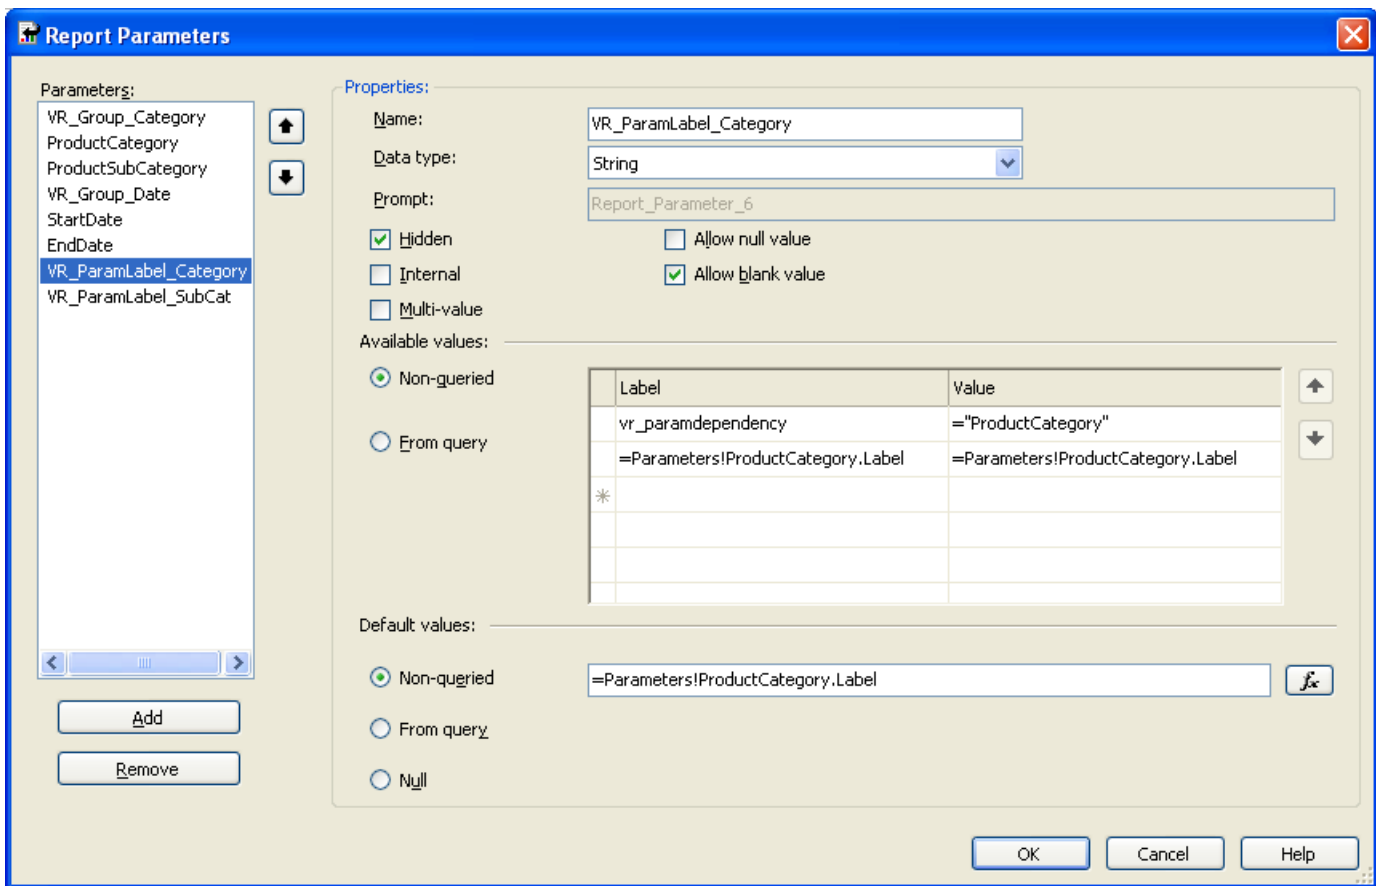 Report Parameters
Parameters:
VR_Group_Category
ProductCategory
ProductSubCategory
VR_Group_Date
StartDate
EndDate
VR_ParamLabel_Category
VR_ParamLabel_SubCat
Add
Remove
Properties:
Name: VR_ParamLabel_Category
Data type: String
Prompt: Report_Parameter_6
Hidden Allow null value
Internal Allow blank value
Multi-value
Available values:
Non-queried
From query
Label Value
vr_paramdependency ="ProductCategory"
=Parameters!ProductCategory.Label =Parameters!ProductCategory.Label
Default values:
Non-queried =Parameters!ProductCategory.Label fx
From query
Null
OK Cancel Help